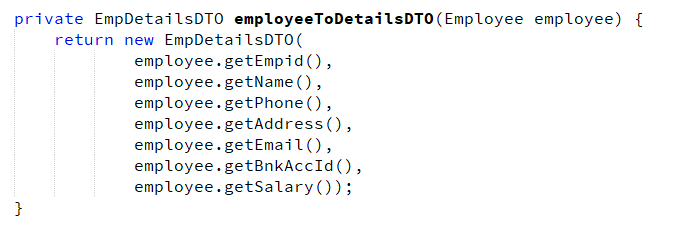 private EmpDetailsDTO employeeToDetailsDTO(Employee employee) {
return new EmpDetailsDTO(
employee.getEmpid(),
employee.getName(),
employee.getPhone(),
employee.getAddress(),
employee.getEmail(),
employee.getBnkAccId(),
employee.getSalary());
}